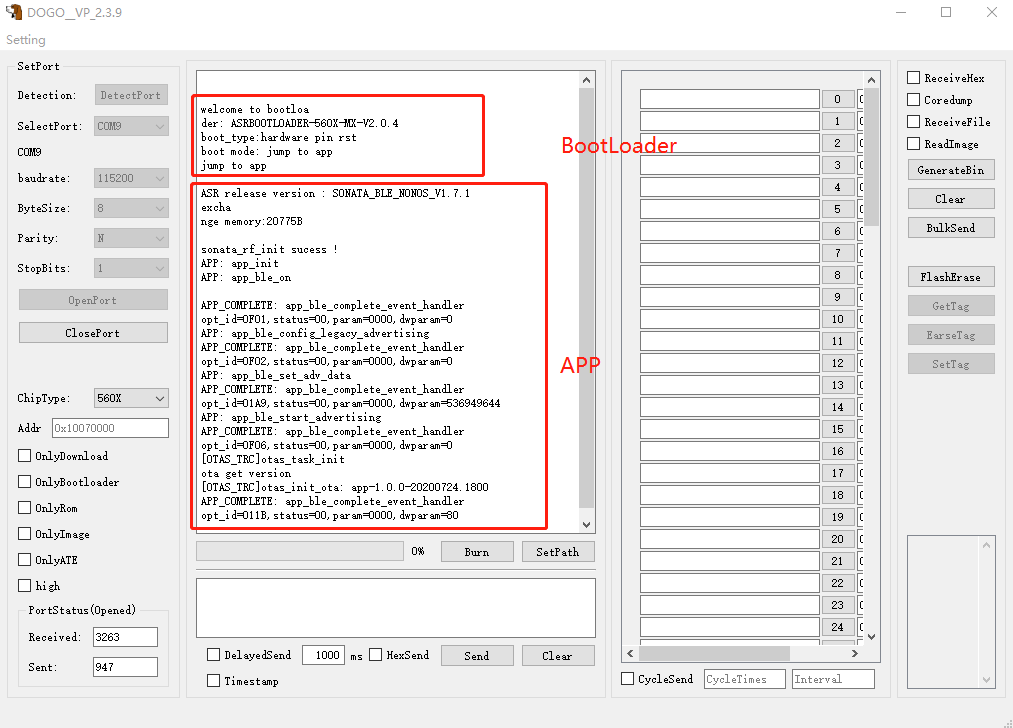 DOGO__VP_2.3.9
Setting
SetPort
Detection: DetectPort
SelectPort: COM9
COM9
baudrate: 115200
ByteSize: 8
Parity: N
StopBits: 1
OpenPort
ClosePort
ChipType: 560X
Addr 0x10070000
OnlyDownload
OnlyBootloader
OnlyRom
OnlyImage
OnlyATE
high
PortStatus(Opened)
Received: 3263
Sent: 947
welcome to bootloa
der: ASRBOOTLOADER-560X-MX-V2.0.4
boot_type:hardware pin rst
boot mode: jump to app
jump to app
BootLoader
ASR release version : SONATA_BLE_NONOS_V1.7.1
excha
nge memory:20775B
sonata_rf_init sucess !
APP: app_init
APP: app_ble_on
APP_COMPLETE: app_ble_complete_event_handler
opt_id=0F01,status=00,param=0000,dwparam=0
APP: app_ble_config_legacy_advertising
APP_COMPLETE: app_ble_complete_event_handler
opt_id=0F02,status=00,param=0000,dwparam=0
APP: app_ble_set_adv_data
APP_COMPLETE: app_ble_complete_event_handler
opt_id=01A9,status=00,param=0000,dwparam=536949644
APP: app_ble_start_advertising
APP_COMPLETE: app_ble_complete_event_handler
opt_id=0F06,status=00,param=0000,dwparam=0
[OTAS_TRC]otas_task_init
ota get version
[OTAS_TRC]otas_init_ota: app-1.0.0-20200724.1800
APP_COMPLETE: app_ble_complete_event_handler
opt_id=011B,status=00,param=0000,dwparam=80
APP
0% Burn SetPath
DelayedSend 1000 ms HexSend Send Clear
Timestamp
0
1
2
3
4
5
6
7
8
9
10
11
12
13
14
15
16
17
18
19
20
21
22
23
24
CycleSend CycleTimes Interval
ReceiveHex
Coredump
ReceiveFile
ReadImage
GenerateBin
Clear
BulkSend
FlashErase
GetTag
EarseTag
SetTag